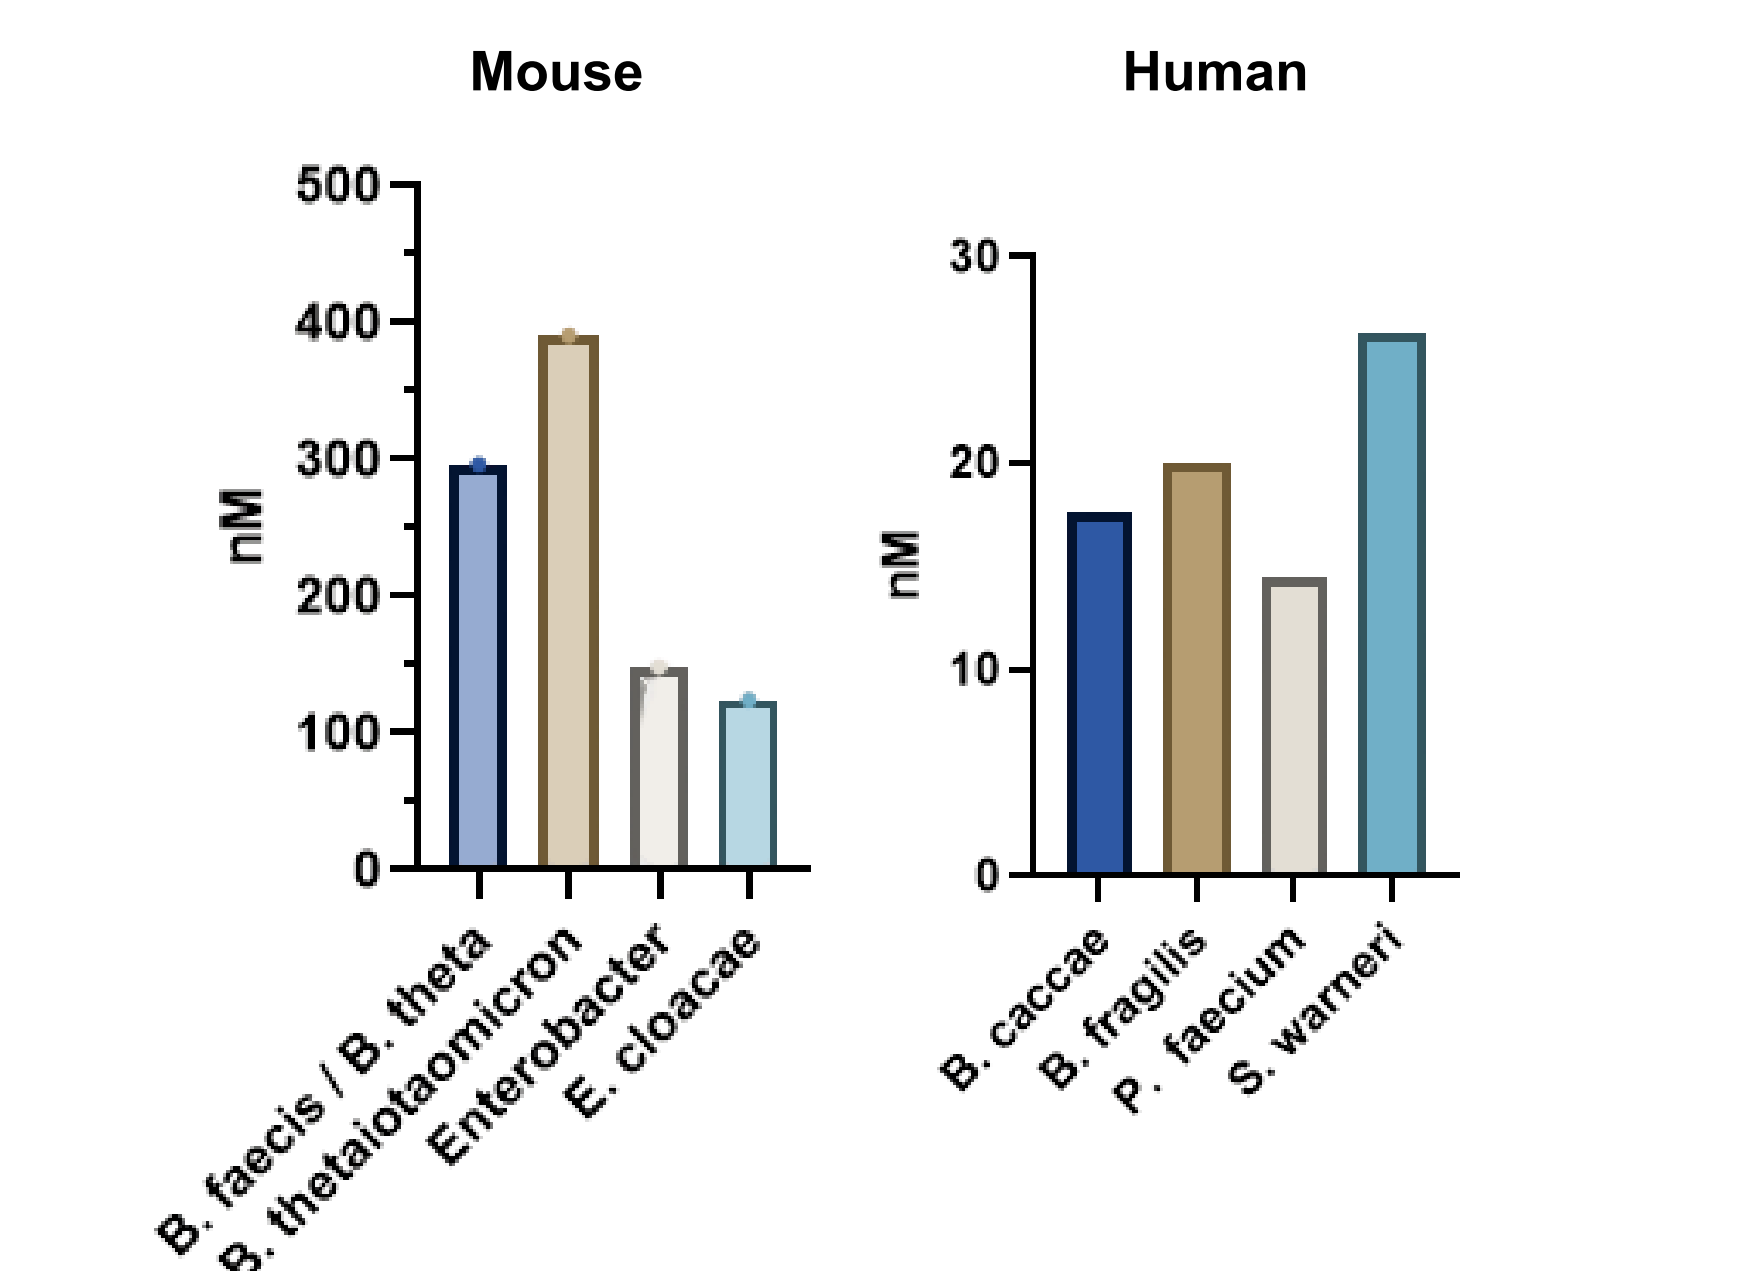 Mouse
Human
500
400
300
200
100
0
nM
B. faecis / B. theta
B. thetaiotaomicron
Enterobacter
E. cloacae
30
20
10
0
nM
B. caccae
B. fragilis
P. faecium
S. warneri